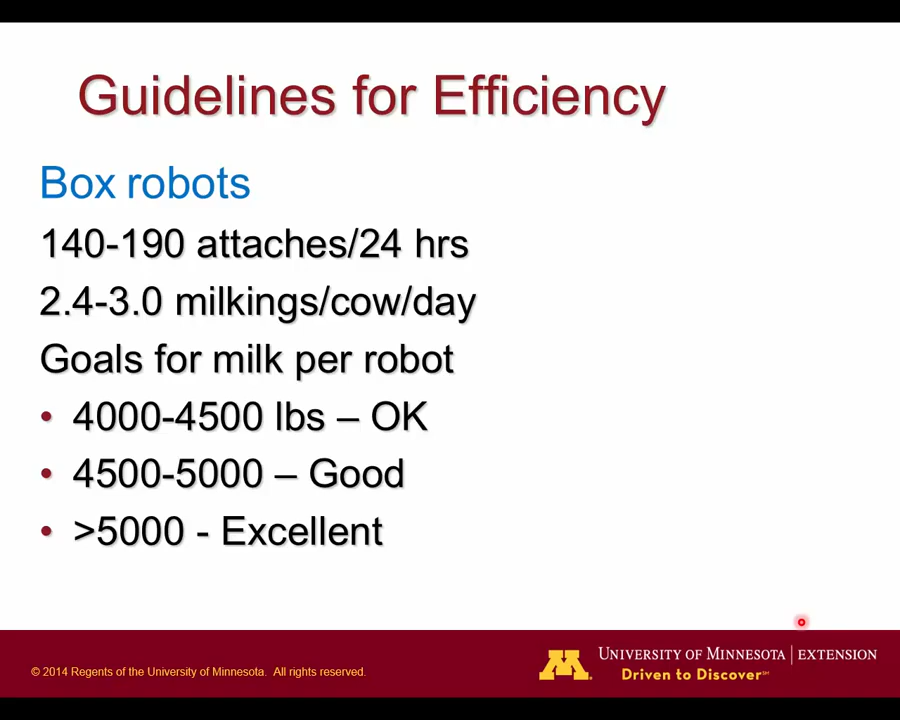 Guidelines for Efficiency
Box robots
140-190 attaches/24 hrs
2.4-3.0 milkings/cow/day
Goals for milk per robot
• 4000-4500 lbs – OK
• 4500-5000 – Good
• >5000 - Excellent
© 2014 Regents of the University of Minnesota. All rights reserved.
M
UNIVERSITY OF MINNESOTA | EXTENSION
Driven to Discover℠